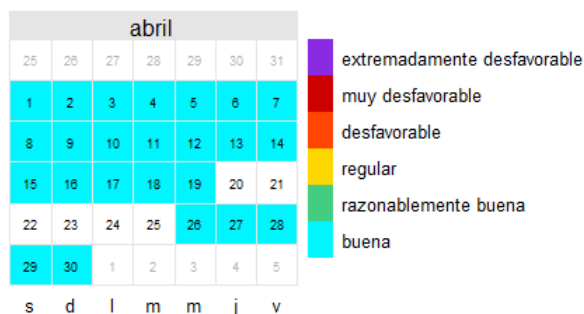 abril
25 26 27 28 29 30 31
1 2 3 4 5 6 7
8 9 10 11 12 13 14
15 16 17 18 19 20 21
22 23 24 25 26 27 28
29 30 1 2 3 4 5
s d l m m j v
extremadamente desfavorable
muy desfavorable
desfavorable
regular
razonablemente buena
buena